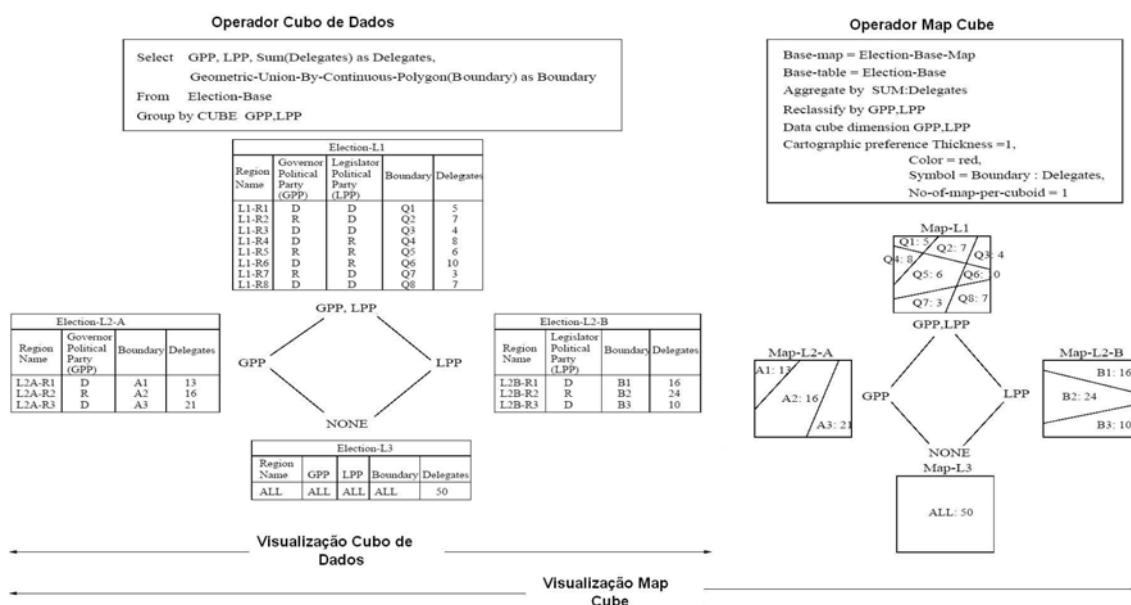 Operador Cubo de Dados
Select GPP, LPP, Sum(Delegates) as Delegates,
Geometric-Union-By-Continuous-Polygon(Boundary) as Boundary
From Election-Base
Group by CUBE GPP,LPP
Election-L1
Region Name Governor Political Party (GPP) Legislator Political Party (LPP) Boundary Delegates
L1-R1 D D Q1 5
L1-R2 R D Q2 7
L1-R3 D D Q3 4
L1-R4 D R Q4 8
L1-R5 R R Q5 6
L1-R6 D R Q6 10
L1-R7 R D Q7 3
L1-R8 D D Q8 7
GPP, LPP
GPP
LPP
NONE
Election-L2-A
Region Name Governor Political Party (GPP) Boundary Delegates
L2A-R1 D A1 13
L2A-R2 R A2 16
L2A-R3 D A3 21
Election-L2-B
Region Name Legislator Political Party (LPP) Boundary Delegates
L2B-R1 D B1 16
L2B-R2 R B2 24
L2B-R3 D B3 10
Election-L3
Region Name GPP LPP Boundary Delegates
ALL ALL ALL ALL 50
Visualização Cubo de
Dados
Operador Map Cube
Base-map = Election-Base-Map
Base-table = Election-Base
Aggregate by SUM:Delegates
Reclassify by GPP,LPP
Data cube dimension GPP,LPP
Cartographic preference Thickness =1,
Color = red,
Symbol = Boundary : Delegates,
No-of-map-per-cuboid = 1
Map-L1
Q1: 5
Q2: 7
Q3: 4
Q4: 8
Q5: 6
Q6: 10
Q7: 3
Q8: 7
GPP,LPP
Map-L2-A
A1: 13
A2: 16
A3: 21
GPP
LPP
Map-L2-B
B1: 16
B2: 24
B3: 10
NONE
Map-L3
ALL: 50
Visualização Map
Cube